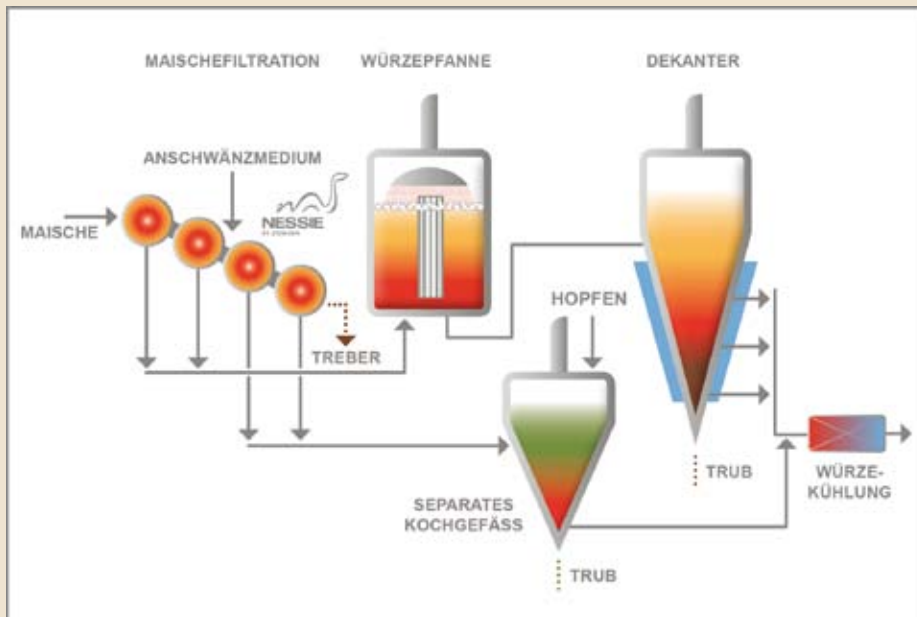 MAISCHEFILTRATION
WÜRZEPFANNE
DEKANTER
ANSCHWÄNZMEDIUM
MAISCHE
NESSIE
TREBER
HOPFEN
SEPARATES
KOCHGEFÄSS
TRUB
TRUB
WÜRZE-
KÜHLUNG